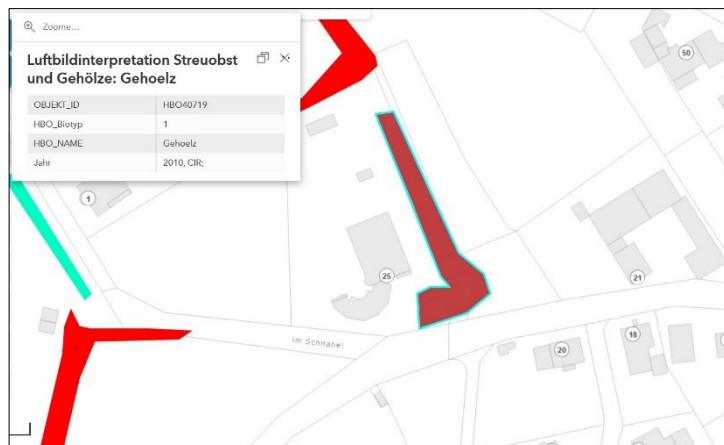 Zoome...
Luftbildinterpretation Streuobst
und Gehölze: Gehoelz
OBJEKT_ID HBO40719
HBO_Biotyp 1
HBO_NAME Gehoelz
Jahr 2010, CIR;
50
1
25
21
Im Schnäbel
18
20